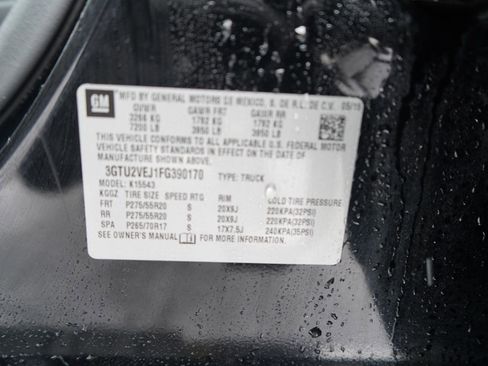 GM
MFD BY GENERAL MOTORS DE MEXICO, S. DE R.L. DE C.V. 05/15
GVWR GAWR FRT GAWR RR
3266 KG 1792 KG 1792 KG
7200 LB 3950 LB 3950 LB
THIS VEHICLE CONFORMS TO ALL APPLICABLE U.S. FEDERAL MOTOR
VEHICLE SAFETY STANDARDS IN EFFECT ON THE DATE OF
3GTU2VEJ1FG390170 TYPE: TRUCK
MODEL: K15543
KGGZ TIRE SIZE SPEED RTG RIM COLD TIRE PRESSURE
FRT P275/55R20 S 20X9J 220KPA(32PSI)
RR P275/55R20 S 20X9J 220KPA(32PSI)
SPA P265/70R17 S 17X7.5J 240KPA(35PSI)
SEE OWNER'S MANUAL FOR MORE INFORMATION.